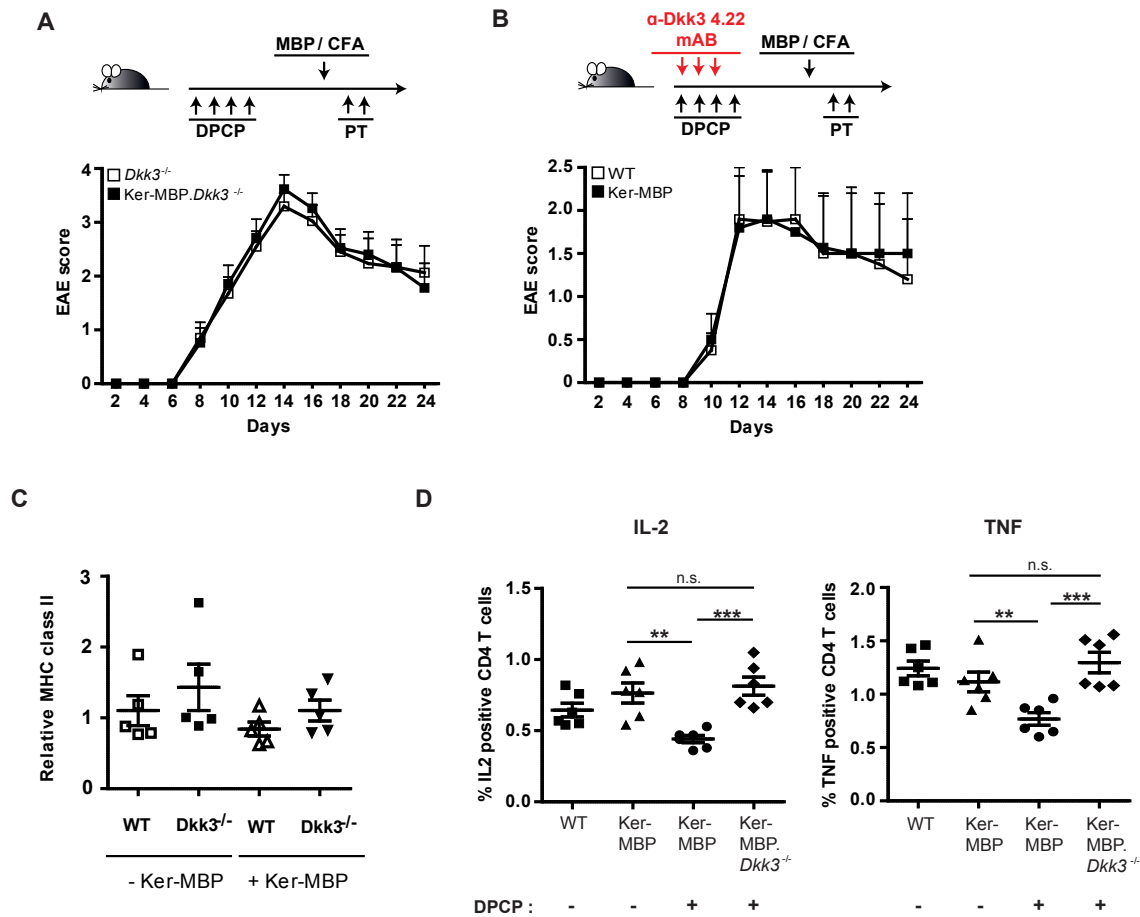 A
MBP / CFA
DPCP
PT
Dkk3-/-
Ker-MBP.Dkk3 -/-
EAE score
4
3
2
1
0
2 4 6 8 10 12 14 16 18 20 22 24
Days
B
α-Dkk3 4.22
mAB
MBP / CFA
DPCP
PT
WT
Ker-MBP
EAE score
2.5
2.0
1.5
1.0
0.5
0
2 4 6 8 10 12 14 16 18 20 22 24
Days
C
Relative MHC class II
3
2
1
0
WT Dkk3-/- WT Dkk3-/-
- Ker-MBP + Ker-MBP
D
IL-2
% IL2 positive CD4 T cells
1.5
1.0
0.5
0.0
n.s.
**
***
WT Ker- Ker- Ker-
MBP MBP MBP.
Dkk3 -/-
DPCP : - - + +
TNF
% TNF positive CD4 T cells
2.0
1.5
1.0
0.5
0.0
n.s.
**
***
WT Ker- Ker- Ker-
MBP MBP MBP.
Dkk3 -/-
- - + +